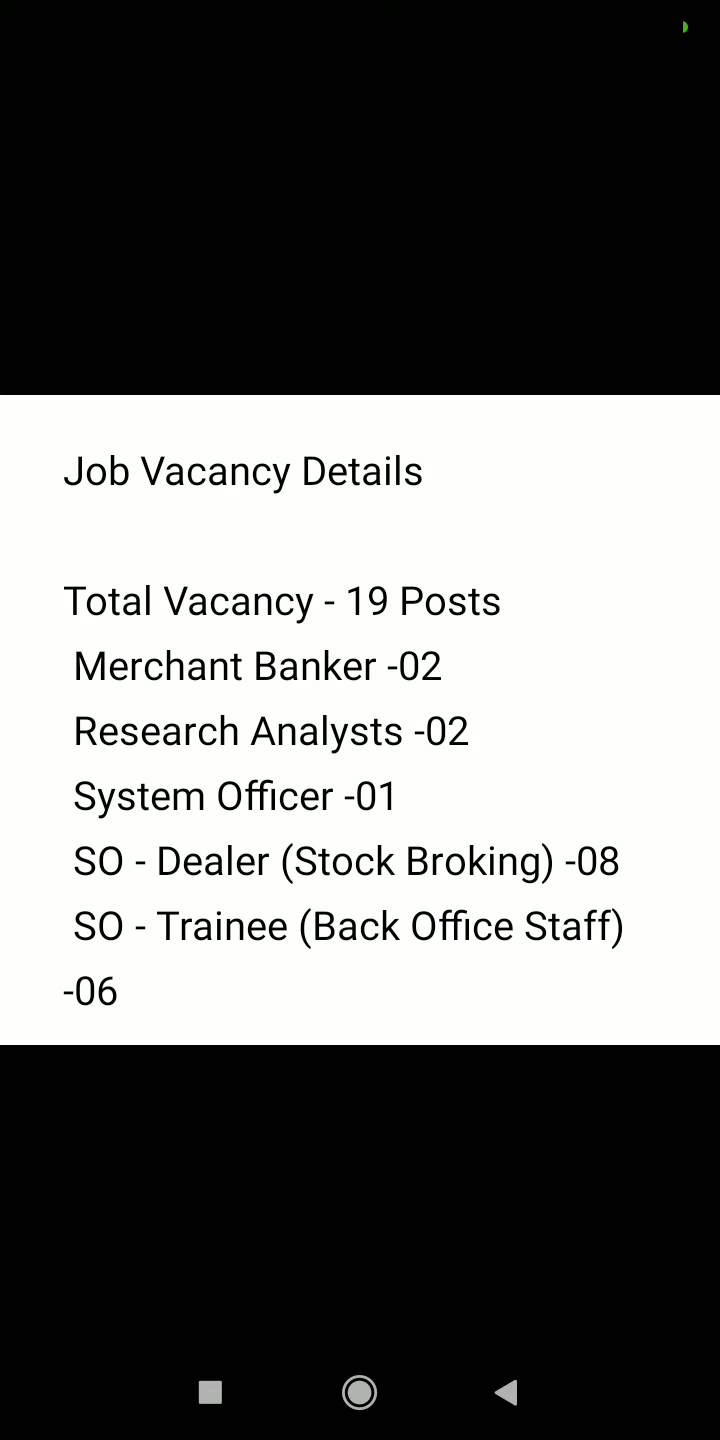 Job Vacancy Details
Total Vacancy - 19 Posts
Merchant Banker -02
Research Analysts -02
System Officer -01
SO - Dealer (Stock Broking) -08
SO - Trainee (Back Office Staff)
-06